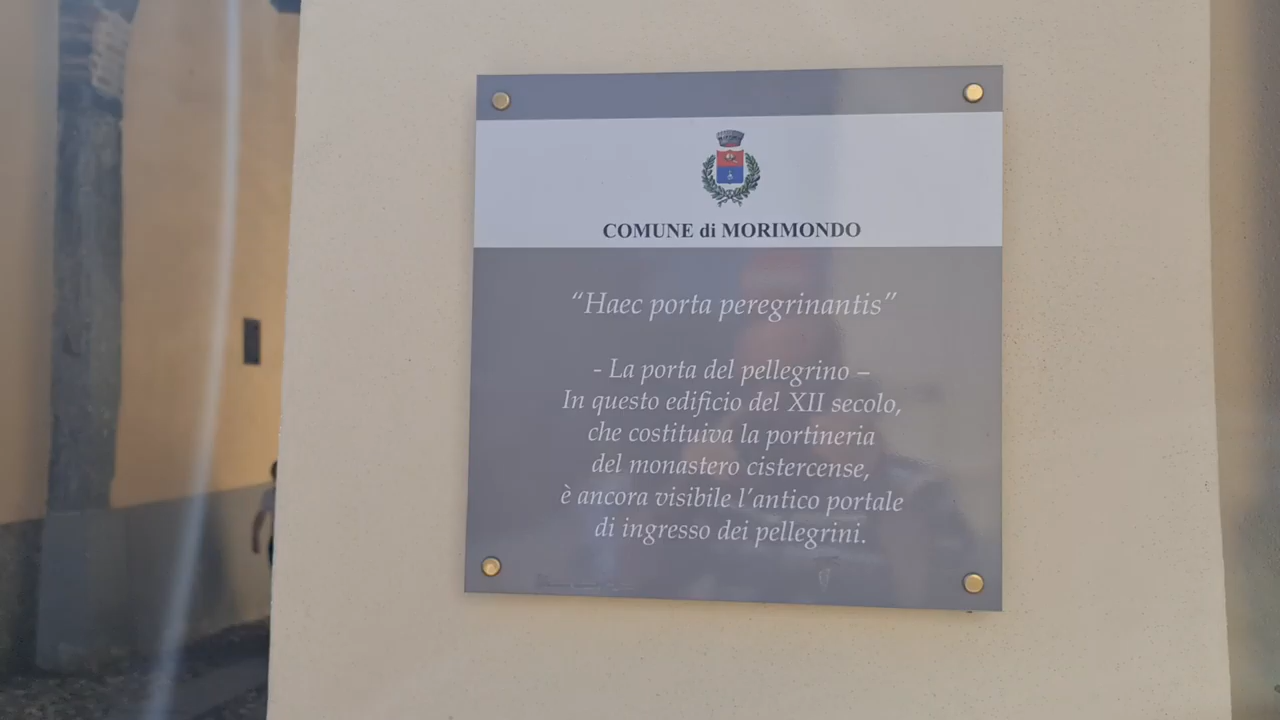 COMUNE di MORIMONDO
“Haec porta peregrinantis”
- La porta del pellegrino –
In questo edificio del XII secolo,
che costituiva la portineria
del monastero cistercense,
è ancora visibile l’antico portale
di ingresso dei pellegrini.